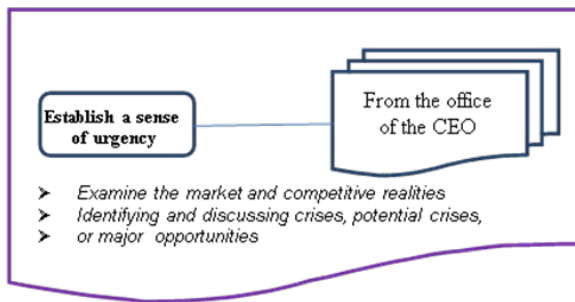 Establish a sense
of urgency
From the office
of the CEO
➢ Examine the market and competitive realities
➢ Identifying and discussing crises, potential crises,
➢ or major opportunities